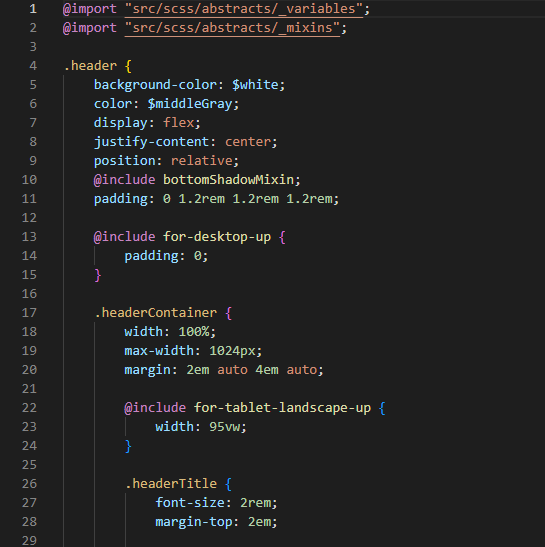 1 @import "src/scss/abstracts/_variables";
2 @import "src/scss/abstracts/_mixins";
3
4 .header {
5     background-color: $white;
6     color: $middleGray;
7     display: flex;
8     justify-content: center;
9     position: relative;
10     @include bottomShadowMixin;
11     padding: 0 1.2rem 1.2rem 1.2rem;
12
13     @include for-desktop-up {
14         padding: 0;
15     }
16
17     .headerContainer {
18         width: 100%;
19         max-width: 1024px;
20         margin: 2em auto 4em auto;
21
22         @include for-tablet-landscape-up {
23             width: 95vw;
24         }
25
26         .headerTitle {
27             font-size: 2rem;
28             margin-top: 2em;
29